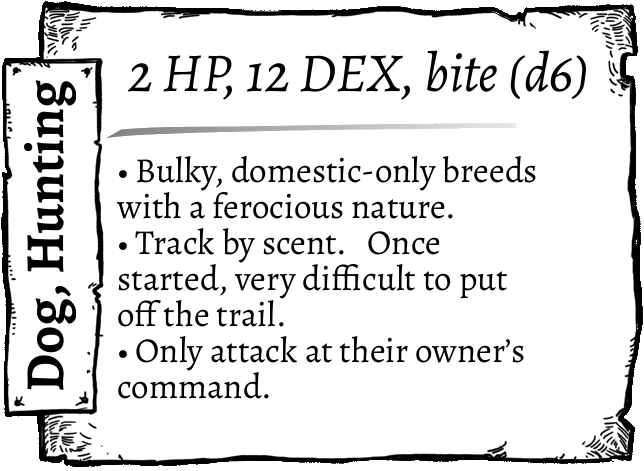 Dog, Hunting
2 HP, 12 DEX, bite (d6)
• Bulky, domestic-only breeds
with a ferocious nature.
• Track by scent.   Once
started, very difficult to put
off the trail.
• Only attack at their owner’s
command.